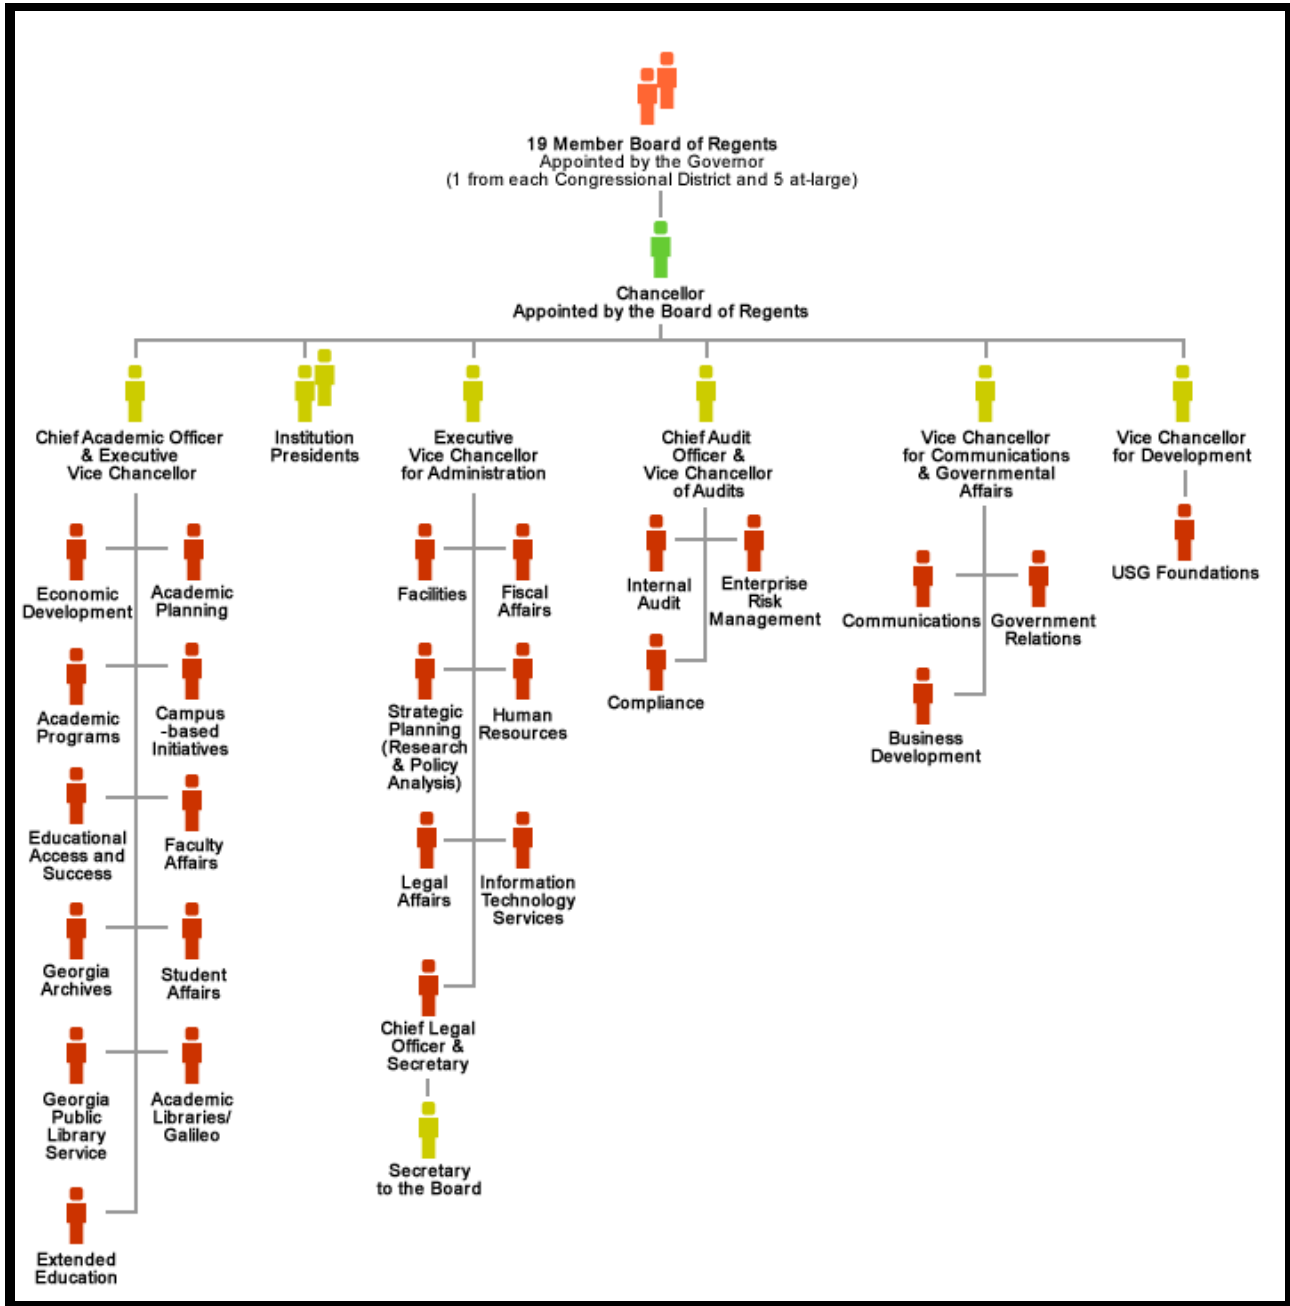 19 Member Board of Regents
Appointed by the Governor
(1 from each Congressional District and 5 at-large)
Chancellor
Appointed by the Board of Regents
Chief Academic Officer
& Executive
Vice Chancellor
Institution
Presidents
Executive
Vice Chancellor
for Administration
Chief Audit
Officer &
Vice Chancellor
of Audits
Vice Chancellor
for Communications
& Governmental
Affairs
Vice Chancellor
for Development
Economic
Development
Academic
Planning
Academic
Programs
Campus
-based
Initiatives
Educational
Access and
Success
Faculty
Affairs
Georgia
Archives
Student
Affairs
Georgia
Public
Library
Service
Academic
Libraries/
Galileo
Extended
Education
Facilities
Fiscal
Affairs
Strategic
Planning
(Research
& Policy
Analysis)
Human
Resources
Legal
Affairs
Information
Technology
Services
Chief Legal
Officer &
Secretary
Secretary
to the Board
Internal
Audit
Enterprise
Risk
Management
Compliance
Communications
Government
Relations
Business
Development
USG Foundations